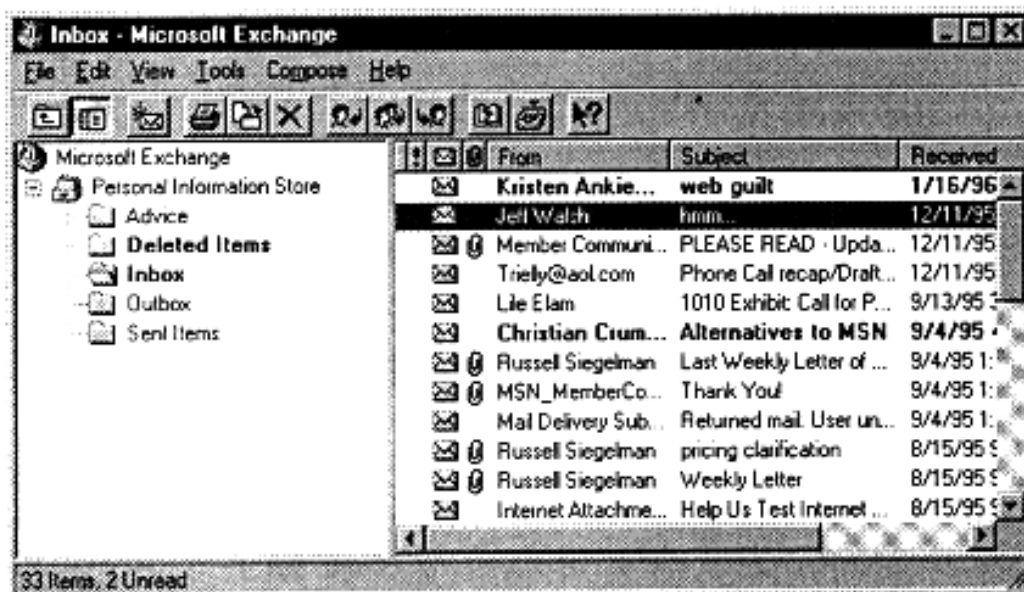 Inbox - Microsoft Exchange
File Edit View Tools Compose Help
Microsoft Exchange
Personal Information Store
Advice
Deleted Items
Inbox
Outbox
Sent Items
! From Subject Received
Kristen Ankie... web guilt 1/16/96
Jeff Walsh hmm... 12/11/95
Member Communi... PLEASE READ - Upda... 12/11/95
Trielly@aol.com Phone Call recap/Draft... 12/11/95
Lile Elam 1010 Exhibit: Call for P... 9/13/95
Christian Crum... Alternatives to MSN 9/4/95
Russell Siegelman Last Weekly Letter of ... 9/4/95 1:
MSN_MemberCo... Thank You! 9/4/95 1:
Mail Delivery Sub... Returned mail: User un... 9/4/95 1:
Russell Siegelman pricing clarification 8/15/95 9
Russell Siegelman Weekly Letter 8/15/95 9
Internet Attachme... Help Us Test Internet ... 8/15/95 9
33 Items, 2 Unread